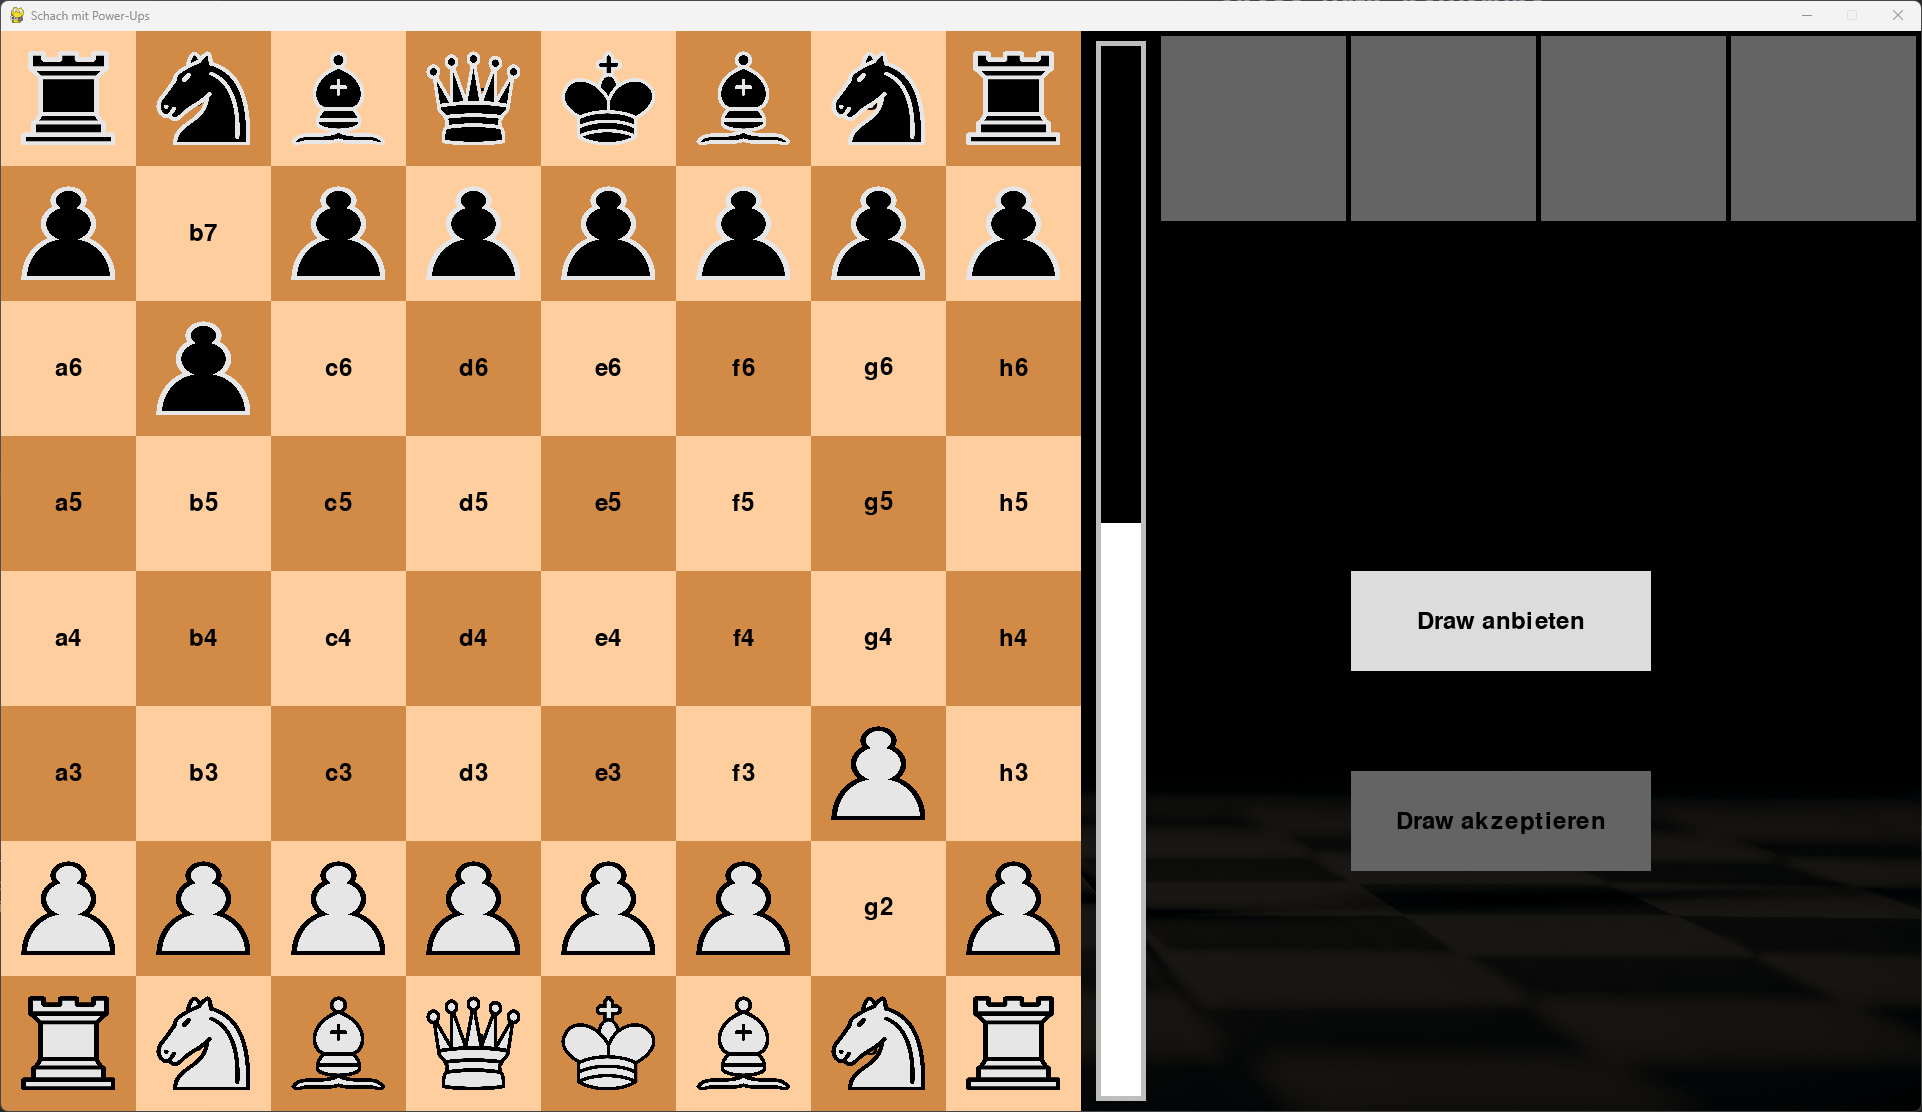 Schach mit Power-Ups
b7
a6 c6 d6 e6 f6 g6 h6
a5 b5 c5 d5 e5 f5 g5 h5
a4 b4 c4 d4 e4 f4 g4 h4
a3 b3 c3 d3 e3 f3 h3
g2
Draw anbieten
Draw akzeptieren